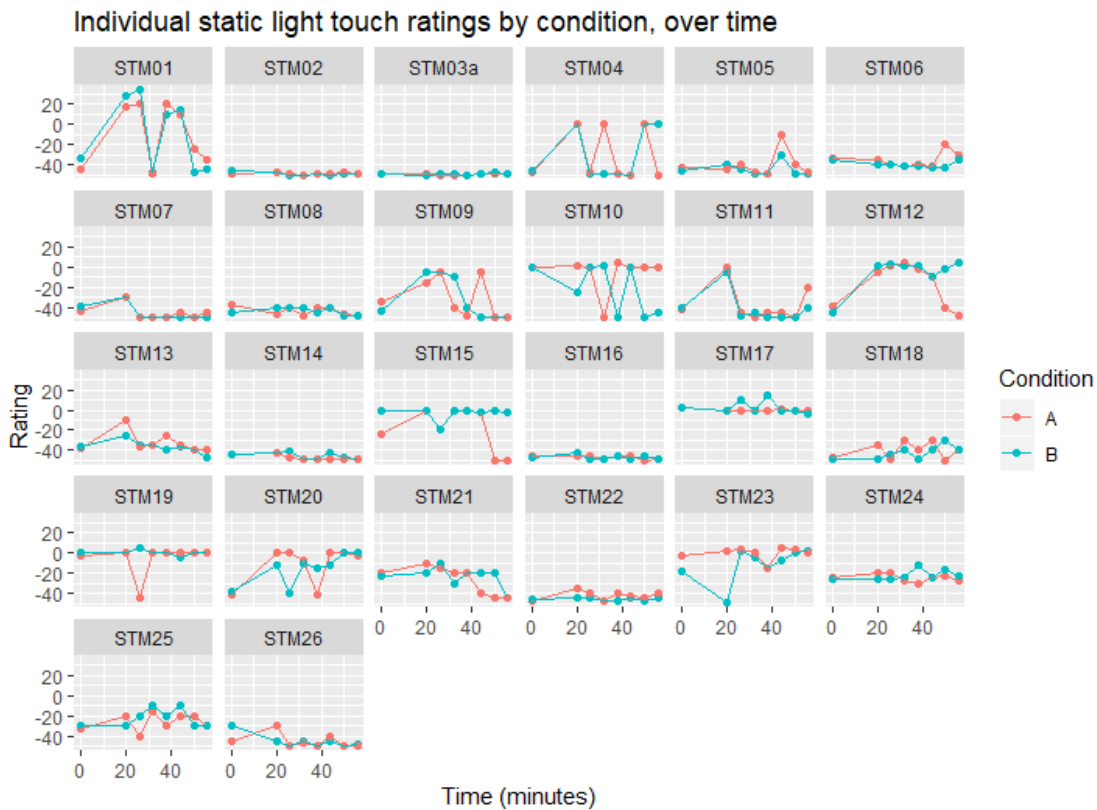 Individual static light touch ratings by condition, over time
STM01 STM02 STM03a STM04 STM05 STM06
20
0
-20
-40
STM07 STM08 STM09 STM10 STM11 STM12
20
0
-20
-40
STM13 STM14 STM15 STM16 STM17 STM18
20
0
-20
-40
STM19 STM20 STM21 STM22 STM23 STM24
20
0
-20
-40
0 20 40 0 20 40 0 20 40 0 20 40
STM25 STM26
20
0
-20
-40
0 20 40 0 20 40
Time (minutes)
Rating
Condition
A
B